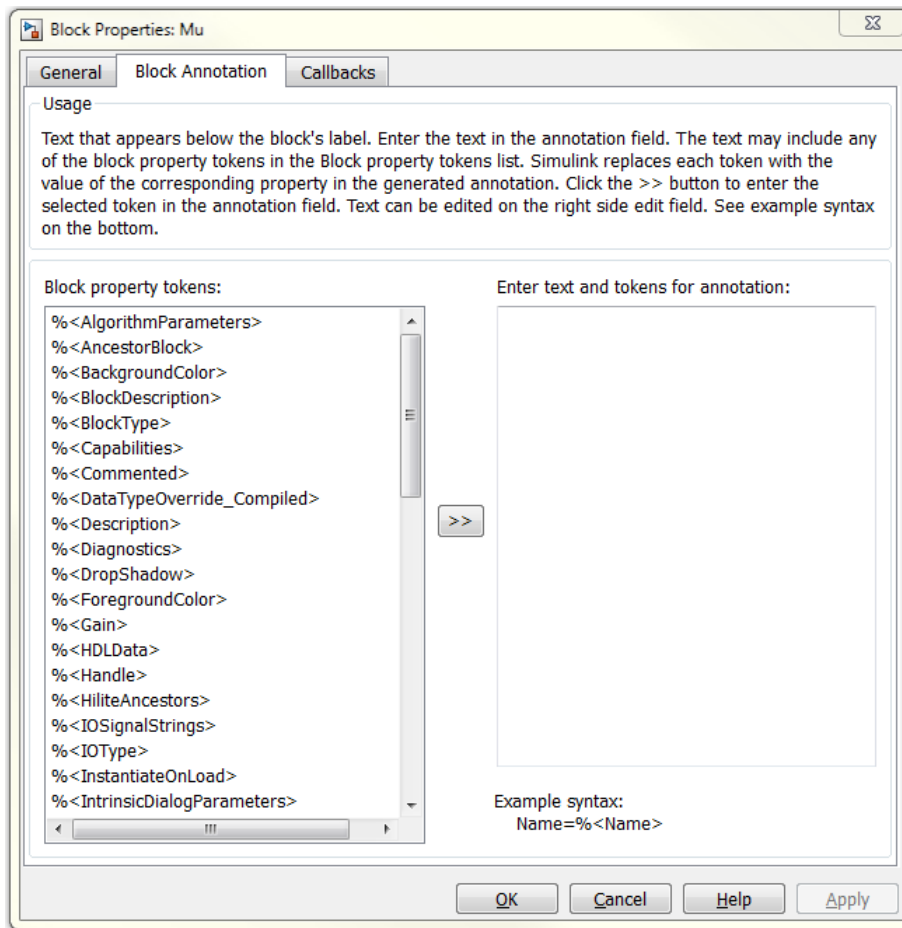 Block Properties: Mu
General Block Annotation Callbacks
Usage
Text that appears below the block's label. Enter the text in the annotation field. The text may include any
of the block property tokens in the Block property tokens list. Simulink replaces each token with the
value of the corresponding property in the generated annotation. Click the >> button to enter the
selected token in the annotation field. Text can be edited on the right side edit field. See example syntax
on the bottom.
Block property tokens:
%<AlgorithmParameters>
%<AncestorBlock>
%<BackgroundColor>
%<BlockDescription>
%<BlockType>
%<Capabilities>
%<Commented>
%<DataTypeOverride_Compiled>
%<Description>
%<Diagnostics>
%<DropShadow>
%<ForegroundColor>
%<Gain>
%<HDLData>
%<Handle>
%<HiliteAncestors>
%<IOSignalStrings>
%<IOType>
%<InstantiateOnLoad>
%<IntrinsicDialogParameters>
>>
Enter text and tokens for annotation:
Example syntax:
Name=%<Name>
OK Cancel Help Apply